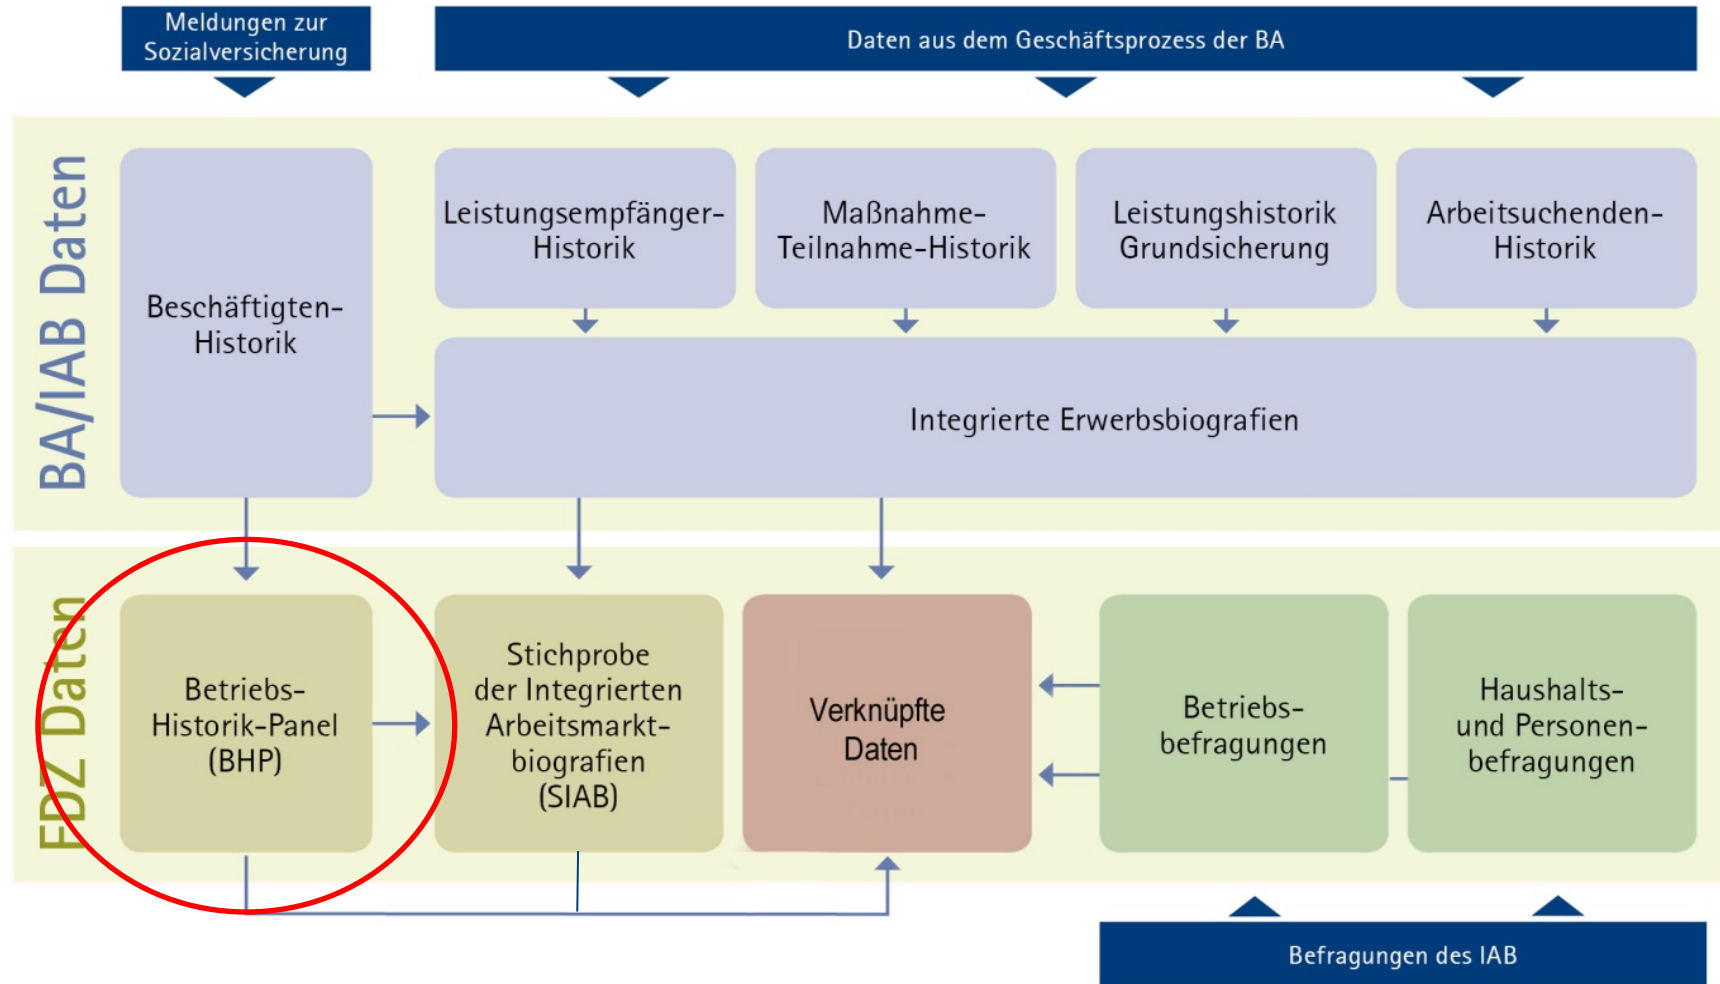 Meldungen zur
Sozialversicherung
Daten aus dem Geschäftsprozess der BA
BA/IAB Daten
Beschäftigten-
Historik
Leistungsempfänger-
Historik
Maßnahme-
Teilnahme-Historik
Leistungshistorik
Grundsicherung
Arbeitsuchenden-
Historik
Integrierte Erwerbsbiografien
FDZ Daten
Betriebs-
Historik-Panel
(BHP)
Stichprobe
der Integrierten
Arbeitsmarkt-
biografien
(SIAB)
Verknüpfte
Daten
Betriebs-
befragungen
Haushalts-
und Personen-
befragungen
Befragungen des IAB